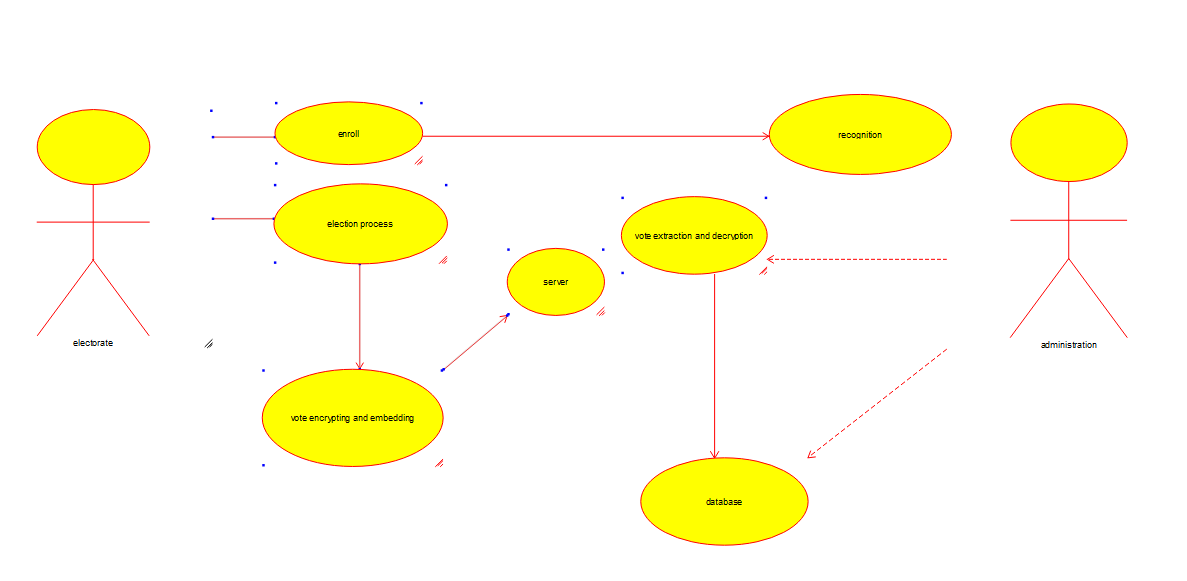 enroll
recognition
election process
vote extraction and decryption
server
electorate
administration
vote encrypting and embedding
database